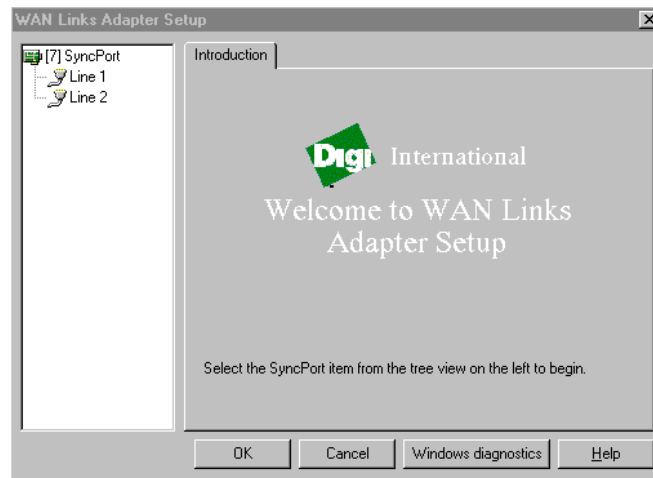 WAN Links Adapter Setup
[7] SyncPort
Line 1
Line 2
Introduction
Digi International
Welcome to WAN Links
Adapter Setup
Select the SyncPort item from the tree view on the left to begin.
OK
Cancel
Windows diagnostics
Help